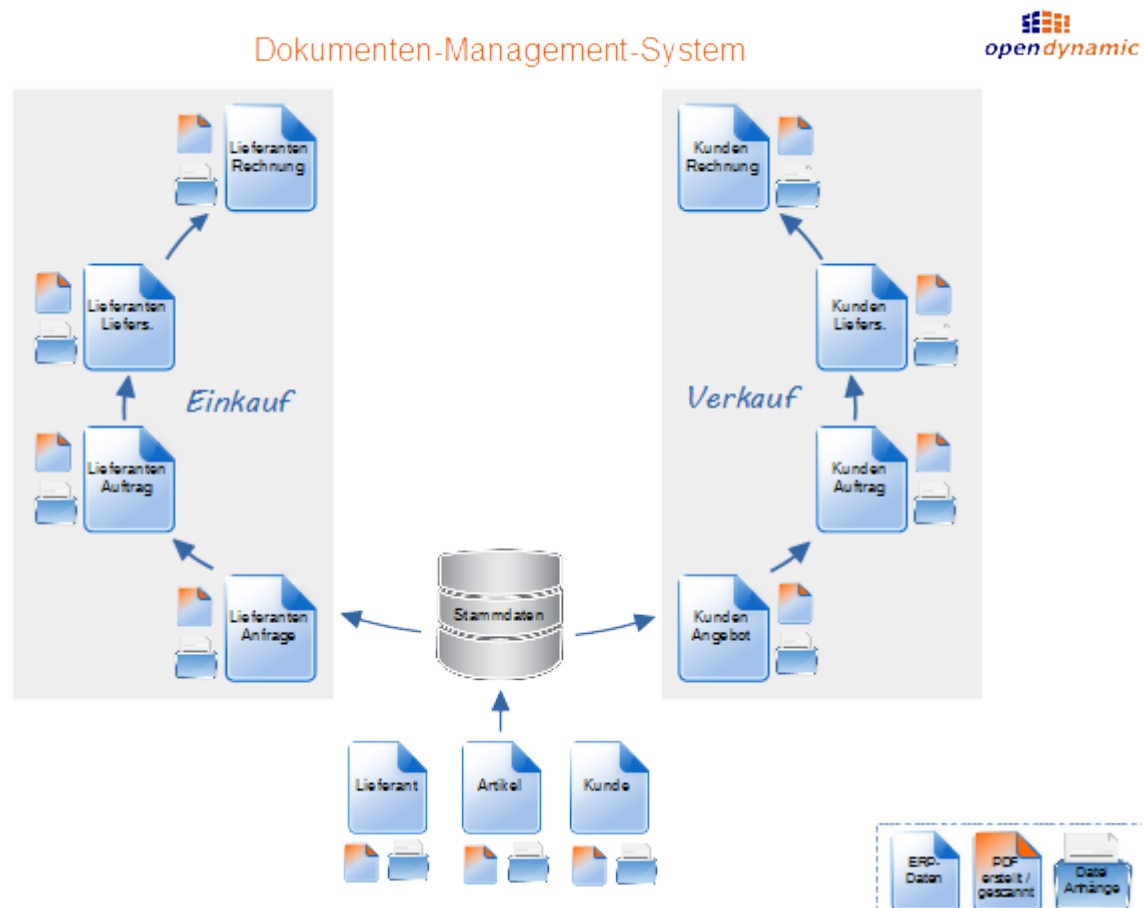 Dokumenten-Management-System
opendynamic
Lieferanten
Rechnung
Lieferanten
Liefers.
Einkauf
Lieferanten
Auftrag
Lieferanten
Anfrage
Kunden
Rechnung
Kunden
Liefers.
Verkauf
Kunden
Auftrag
Kunden
Angebot
Stammdaten
Lieferant
Artikel
Kunde
ERP-
Daten
PDF
erstellt /
gescannt
Datei
Anhänge